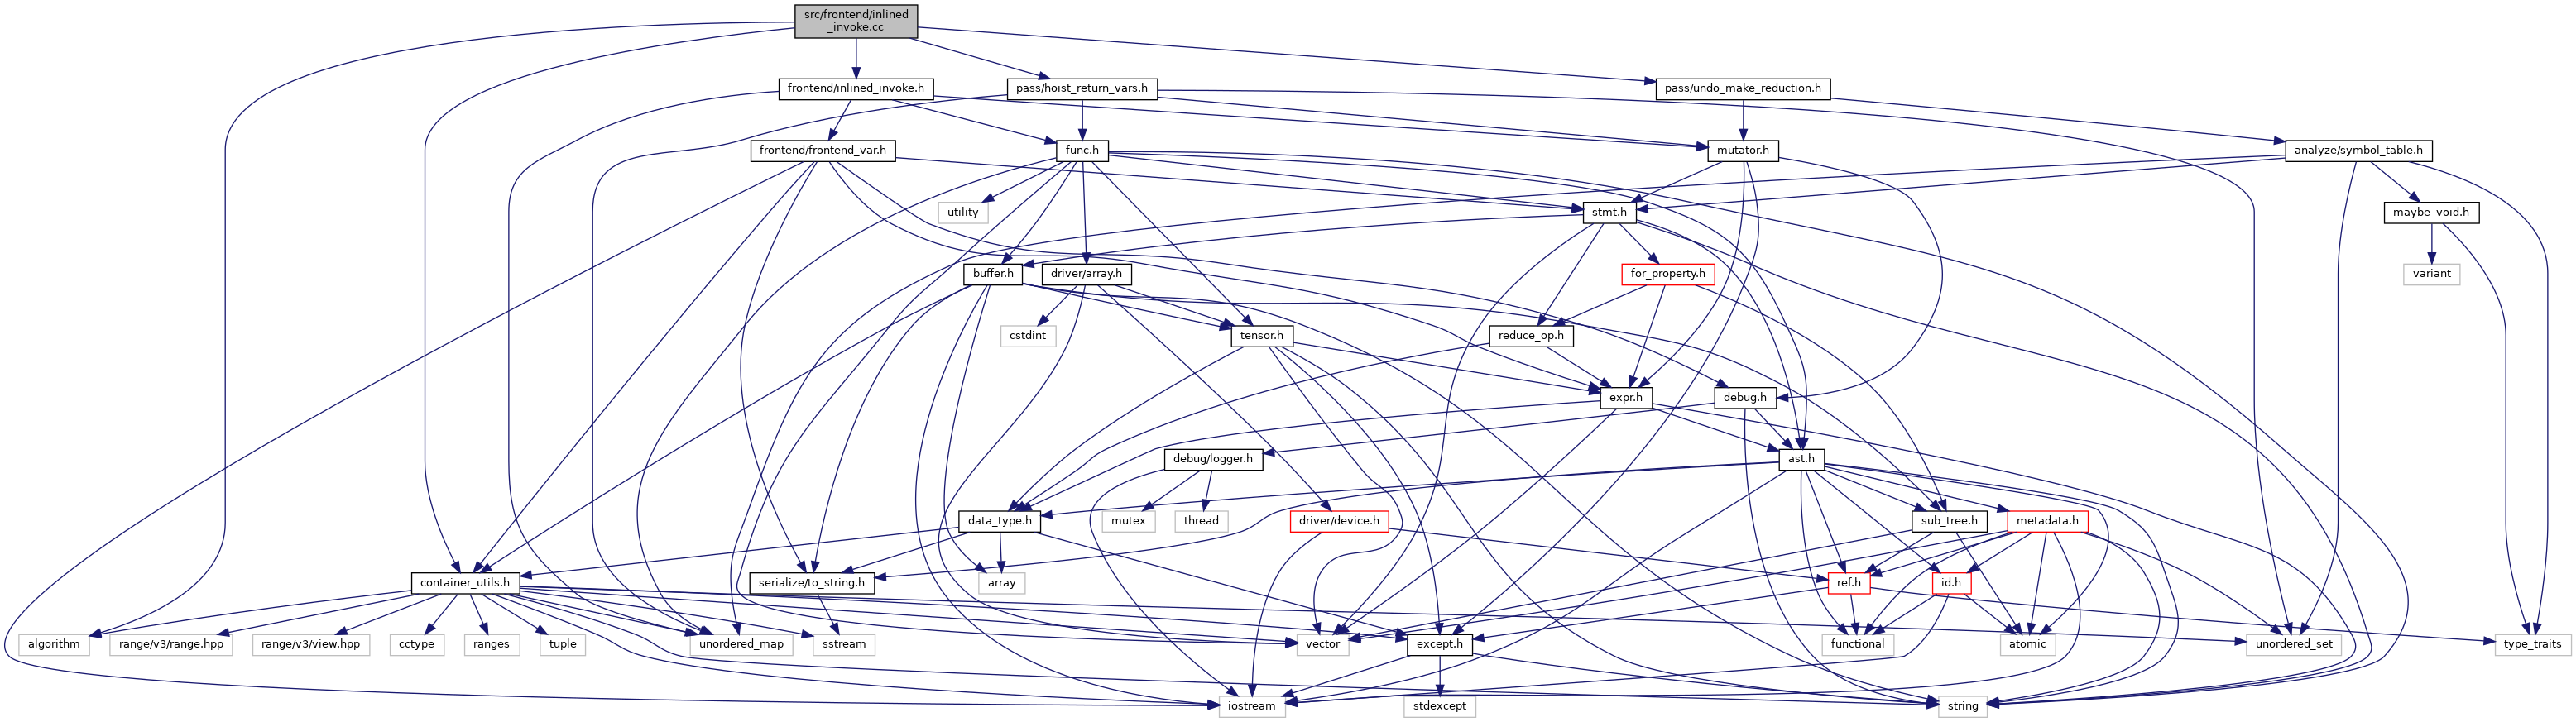 src/frontend/inlined
_invoke.cc
frontend/inlined_invoke.h
pass/hoist_return_vars.h
pass/undo_make_reduction.h
frontend/frontend_var.h
func.h
mutator.h
analyze/symbol_table.h
utility
stmt.h
maybe_void.h
buffer.h
driver/array.h
for_property.h
variant
cstdint
tensor.h
reduce_op.h
expr.h
debug.h
debug/logger.h
ast.h
data_type.h
mutex
thread
driver/device.h
sub_tree.h
metadata.h
container_utils.h
serialize/to_string.h
array
ref.h
id.h
algorithm
range/v3/range.hpp
range/v3/view.hpp
cctype
ranges
tuple
unordered_map
sstream
vector
except.h
functional
atomic
unordered_set
type_traits
iostream
stdexcept
string